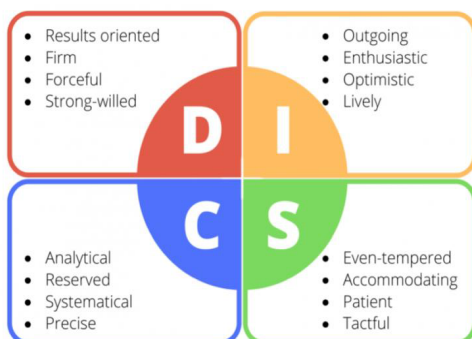 • Results oriented
• Firm
• Forceful
• Strong-willed
• Outgoing
• Enthusiastic
• Optimistic
• Lively
D I
C S
• Analytical
• Reserved
• Systematical
• Precise
• Even-tempered
• Accommodating
• Patient
• Tactful